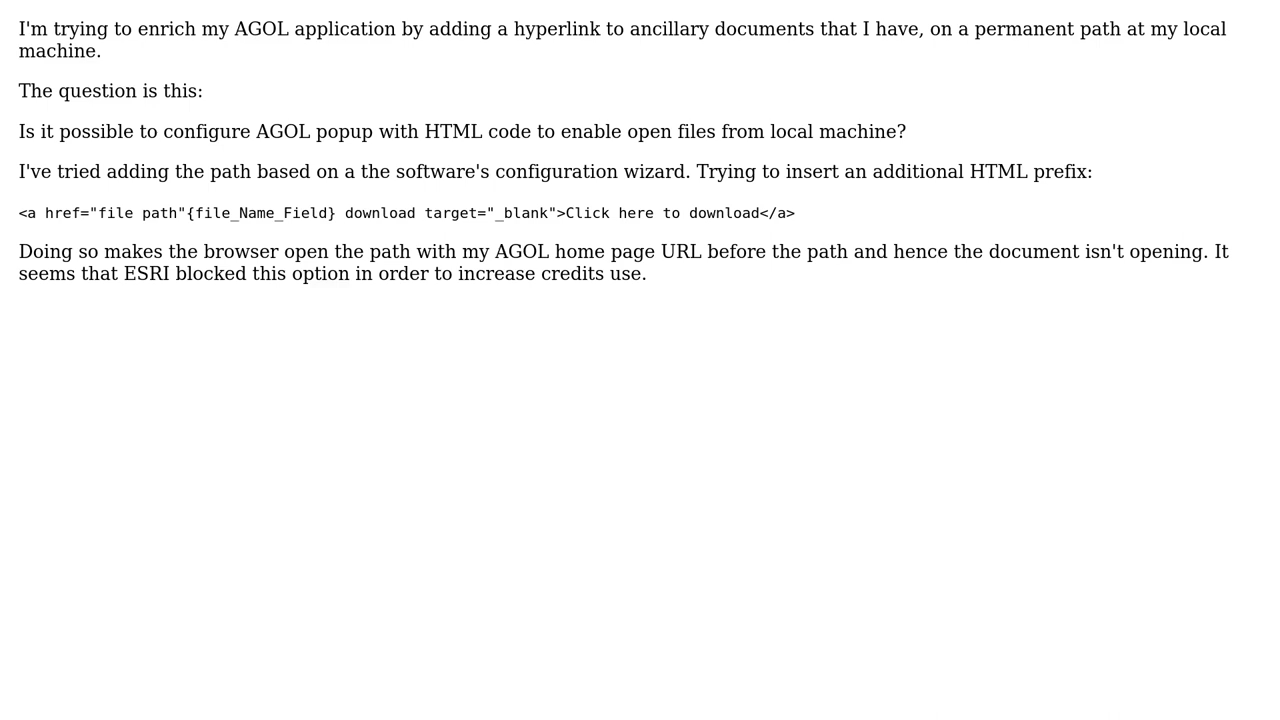 I'm trying to enrich my AGOL application by adding a hyperlink to ancillary documents that I have, on a permanent path at my local
machine.
The question is this:
Is it possible to configure AGOL popup with HTML code to enable open files from local machine?
I've tried adding the path based on a the software's configuration wizard. Trying to insert an additional HTML prefix:
<a href="file path"{file_Name_Field} download target="_blank">Click here to download</a>
Doing so makes the browser open the path with my AGOL home page URL before the path and hence the document isn't opening. It
seems that ESRI blocked this option in order to increase credits use.